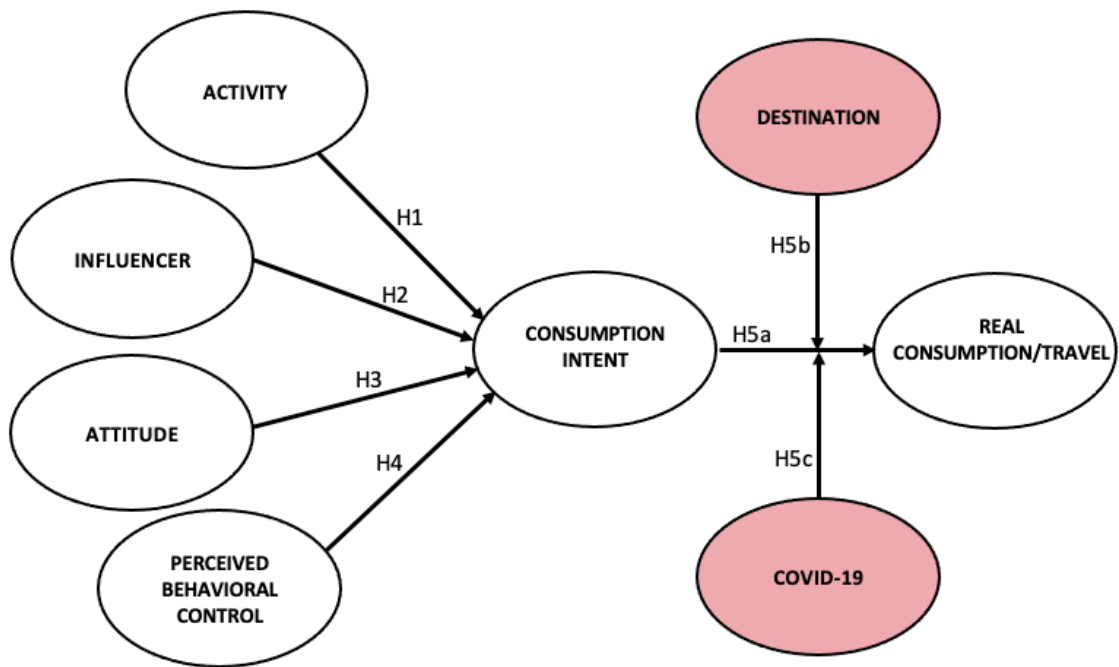 ACTIVITY
H1
INFLUENCER
H2
ATTITUDE
H3
PERCEIVED
BEHAVIORAL
CONTROL
H4
CONSUMPTION
INTENT
H5a
DESTINATION
H5b
REAL
CONSUMPTION/TRAVEL
H5c
COVID-19